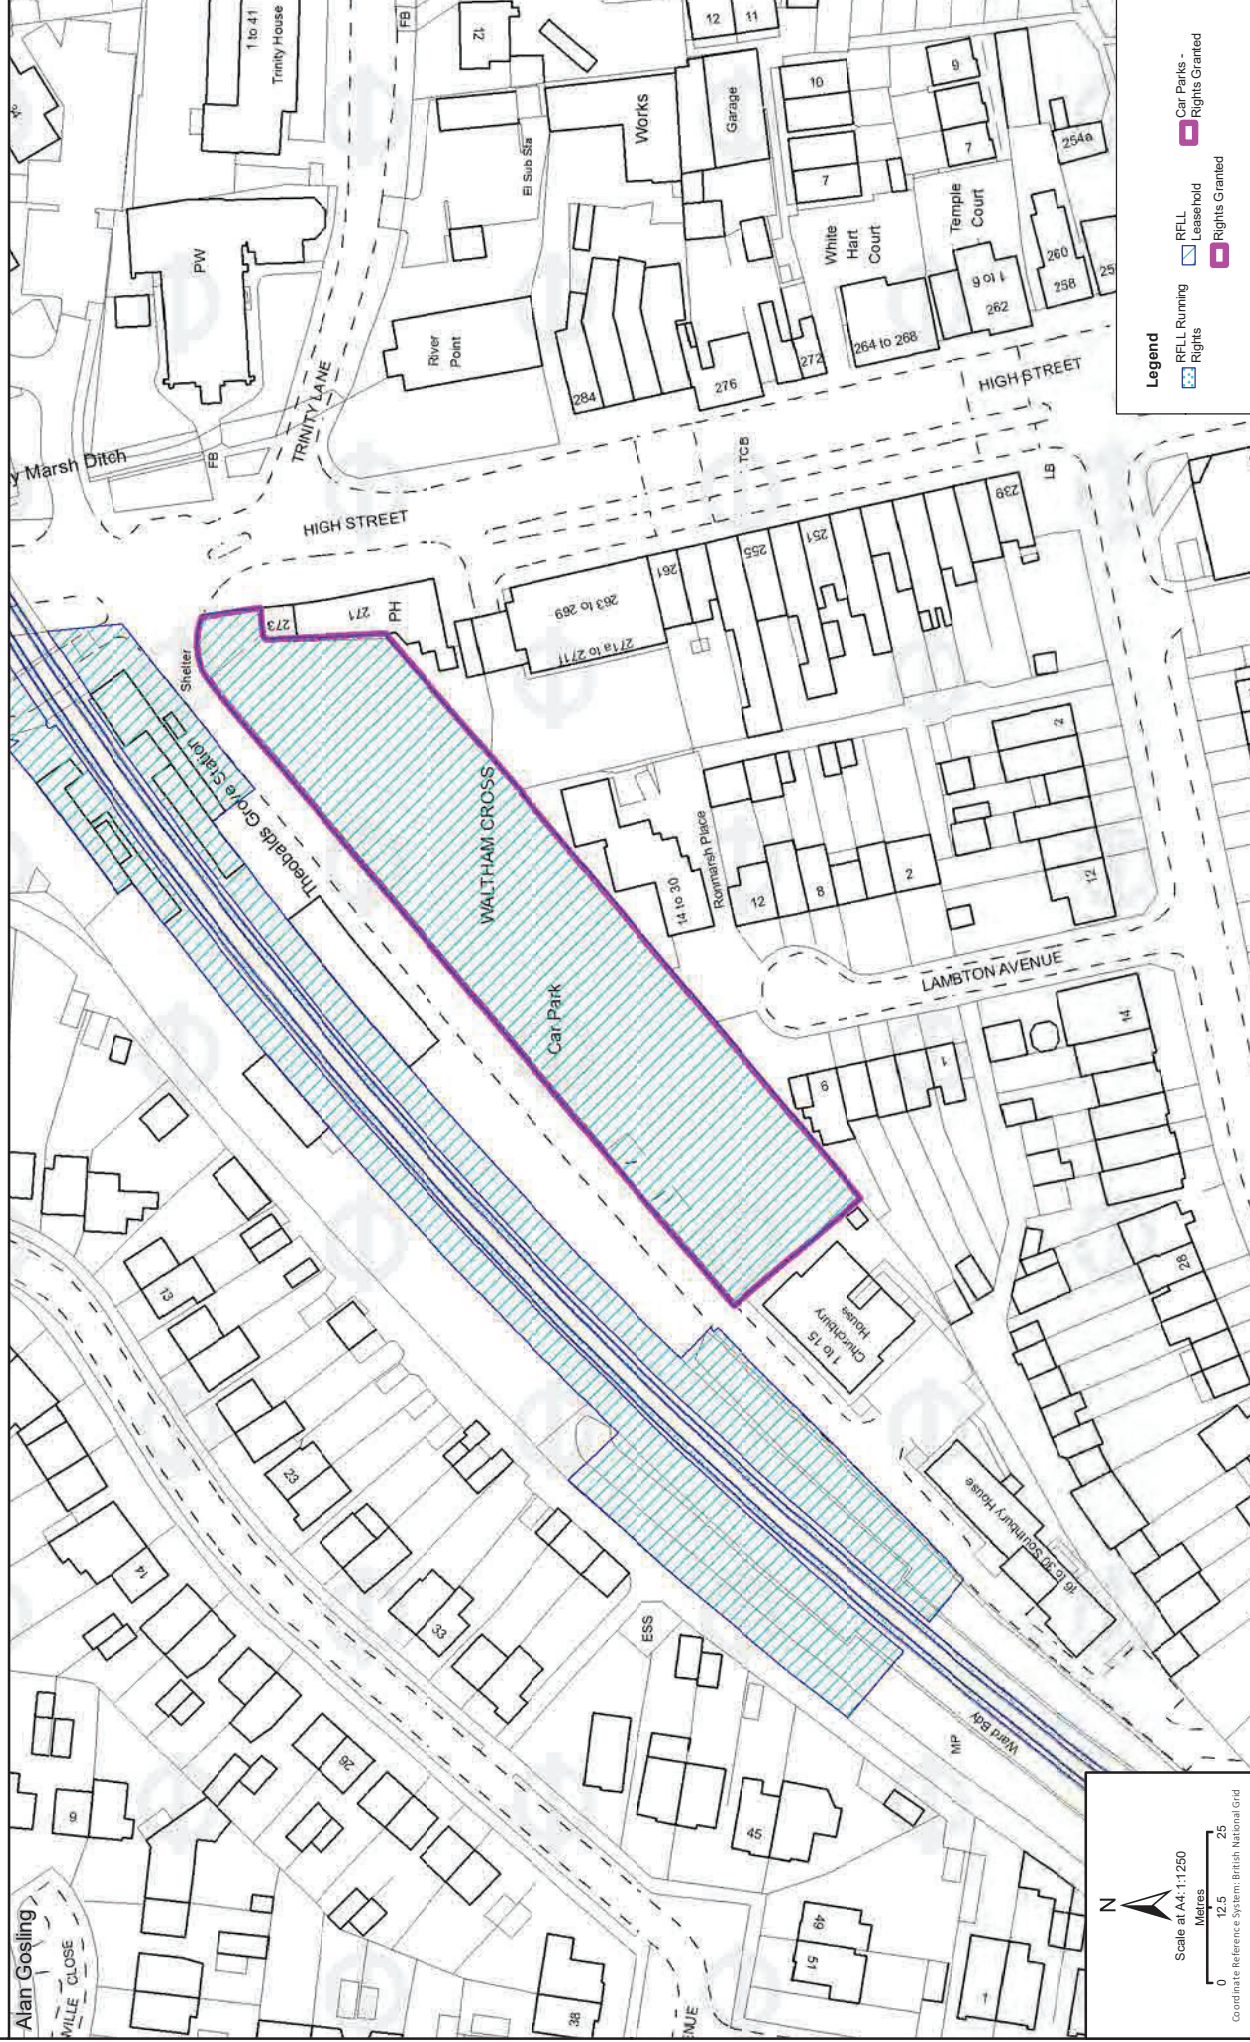 Alan Gosling
VILLE CLOSE
1 to 41
Trinity House
PW
FB
12
12
11
El Sub Sta
Works
Garage
10
9
7
7
254a
White
Hart
Court
Temple
Court
1 to 6
262
260
258
River
Point
284
276
272
264 to 268
y Marsh Ditch
FB
TRINITY LANE
HIGH STREET
HIGH STREET
TCB
LB
Shelter
273
271
PH
263 to 269
271a to 271f
261
255
251
239
Theobalds Grove Station
WALTHAM CROSS
Car Park
14 to 30
Ronmarsh Place
12
8
2
2
12
LAMBTON AVENUE
6
1
14
28
1 to 15
Churchbury
House
16 to 30 Southbury House
13
23
33
14
26
9
38
45
49
51
1
ESS
MP
Ward Bdy
NUE
Legend
RFLL Running
Rights
RFLL
Leasehold
Car Parks -
Rights Granted
Rights Granted
N
Scale at A4: 1:1250
Metres
0 12.5 25
Coordinate Reference System: British National Grid